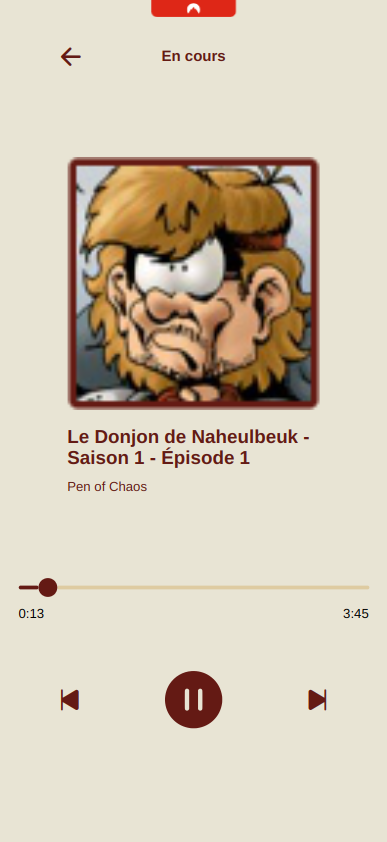 En cours
Le Donjon de Naheulbeuk -
Saison 1 - Épisode 1
Pen of Chaos
0:13
3:45